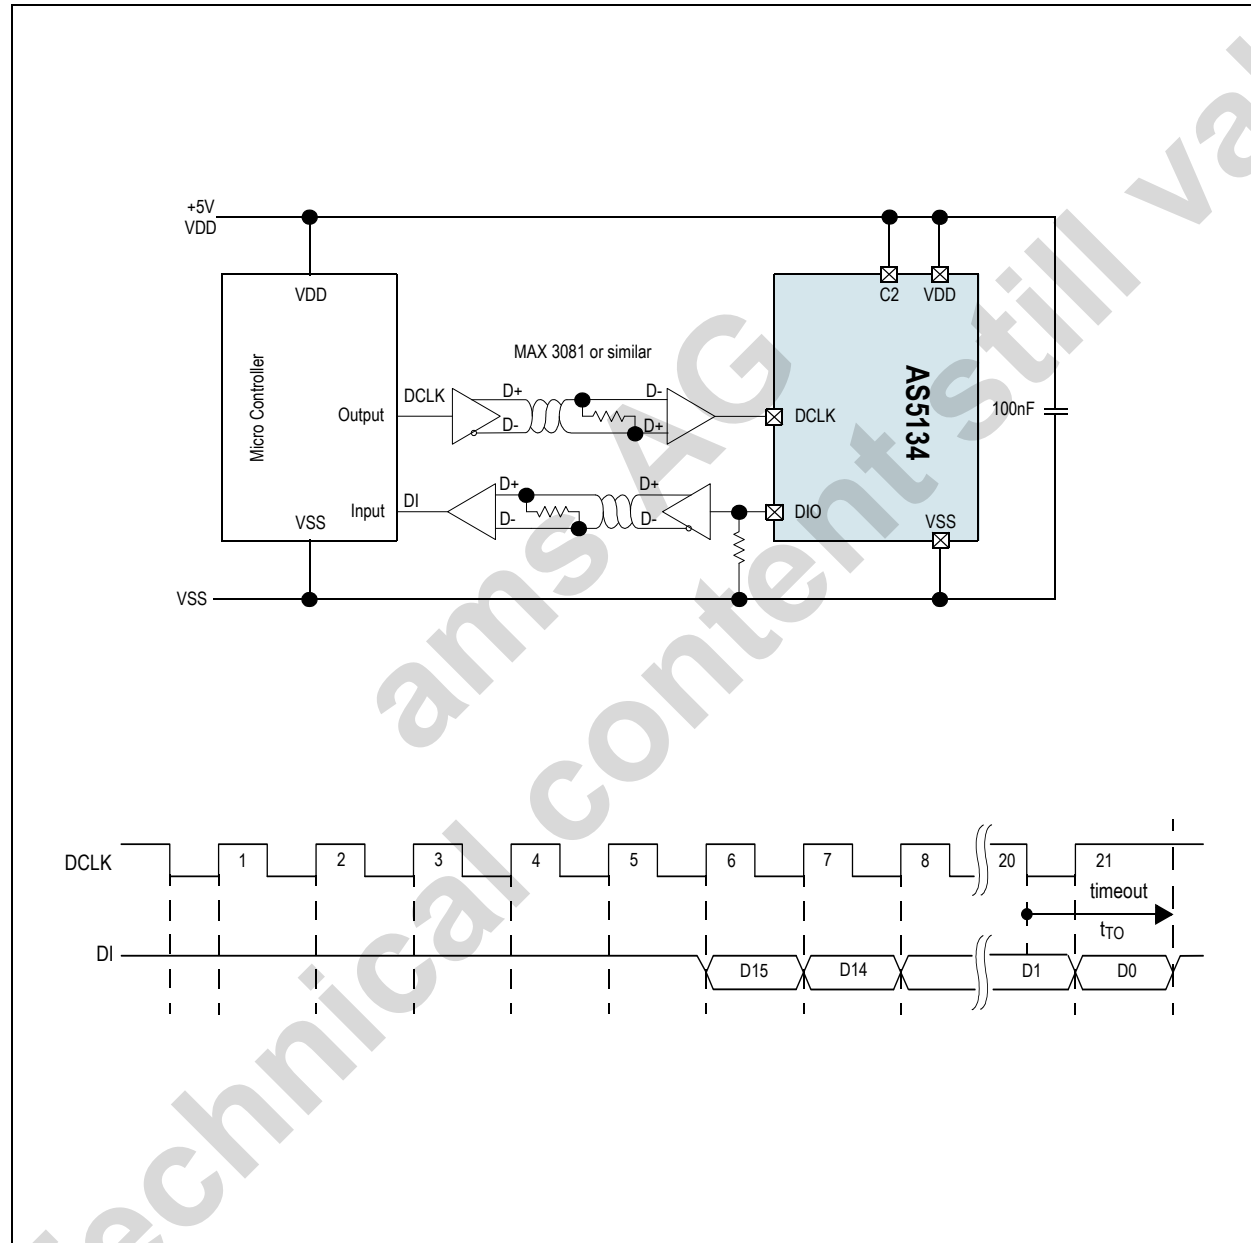 +5V
VDD
VDD
C2 VDD
Micro Controller
MAX 3081 or similar
Output
DCLK
D+
D-
D-
D+
DCLK
AS5134
100nF
Input
DI
D+
D-
D+
D-
DIO
VSS
VSS
VSS
DCLK
1 2 3 4 5 6 7 8 20 21
timeout
tTO
DI
D15 D14 D1 D0
ams AG
technical content still va